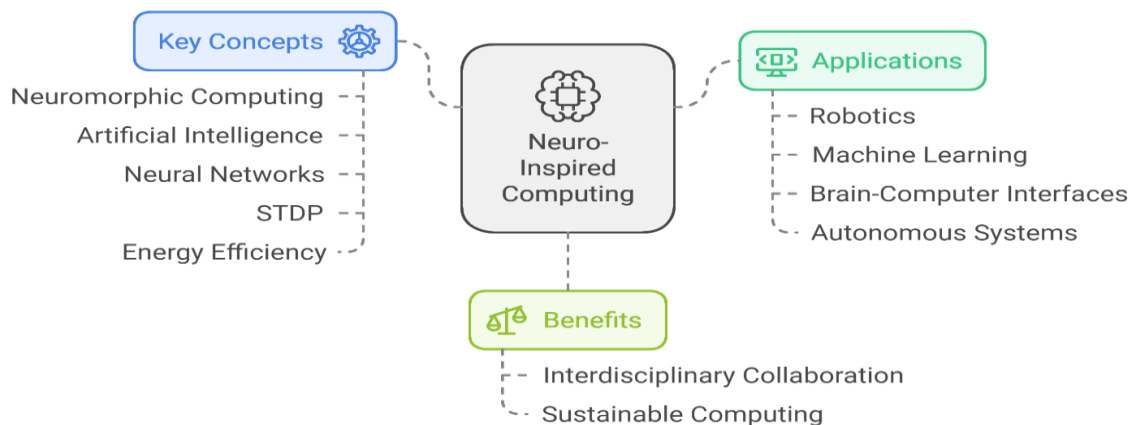 Key Concepts
Neuromorphic Computing
Artificial Intelligence
Neural Networks
STDP
Energy Efficiency
Neuro-
Inspired
Computing
Applications
Robotics
Machine Learning
Brain-Computer Interfaces
Autonomous Systems
Benefits
Interdisciplinary Collaboration
Sustainable Computing